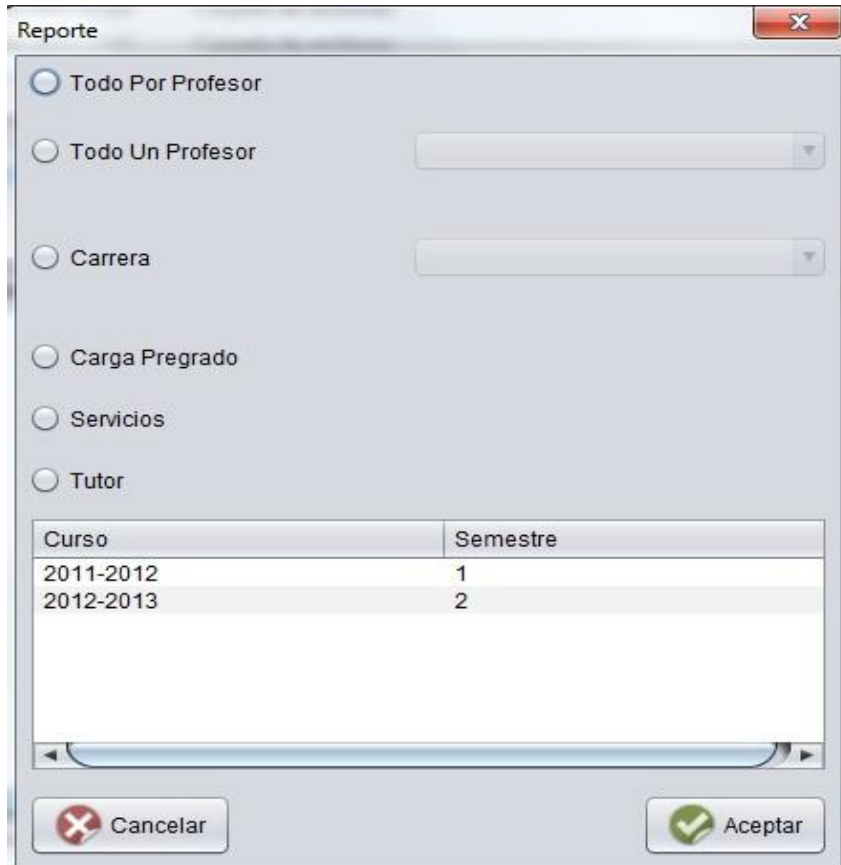 Reporte
Todo Por Profesor
Todo Un Profesor
Carrera
Carga Pregrado
Servicios
Tutor
Curso Semestre
2011-2012 1
2012-2013 2
Cancelar Aceptar